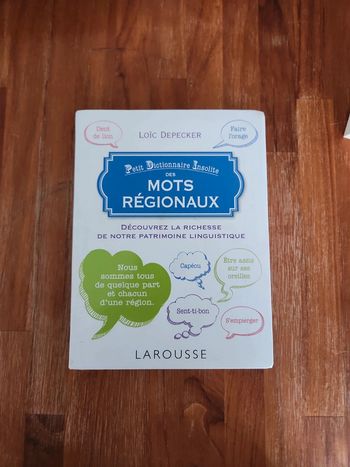 Dent
de lion
Loïc Depecker
Faire
l'orage
Petit Dictionnaire Insolite
DES
MOTS
RÉGIONAUX
Découvrez la richesse
de notre patrimoine linguistique
Nous
sommes tous
de quelque part
et chacun
d'une région.
Capéou
Être assis
sur ses
oreilles
Sent-ti-bon
S'emperger
LAROUSSE